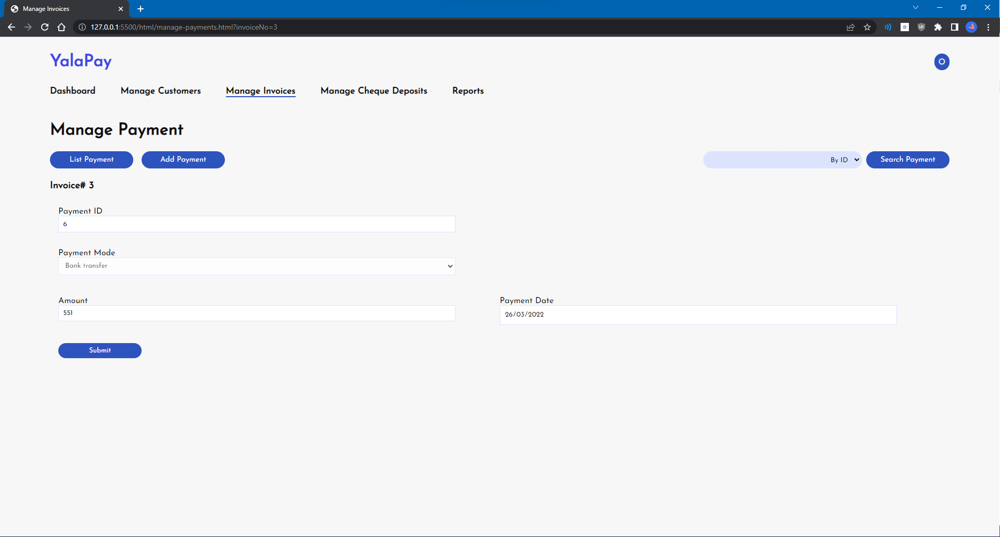 Manage Invoices
127.0.0.1:5500/html/manage-payments.html?invoiceNo=3
YalaPay
Dashboard Manage Customers Manage Invoices Manage Cheque Deposits Reports
Manage Payment
List Payment Add Payment By ID Search Payment
Invoice# 3
Payment ID
6
Payment Mode
Bank transfer
Amount Payment Date
551 26/03/2022
Submit